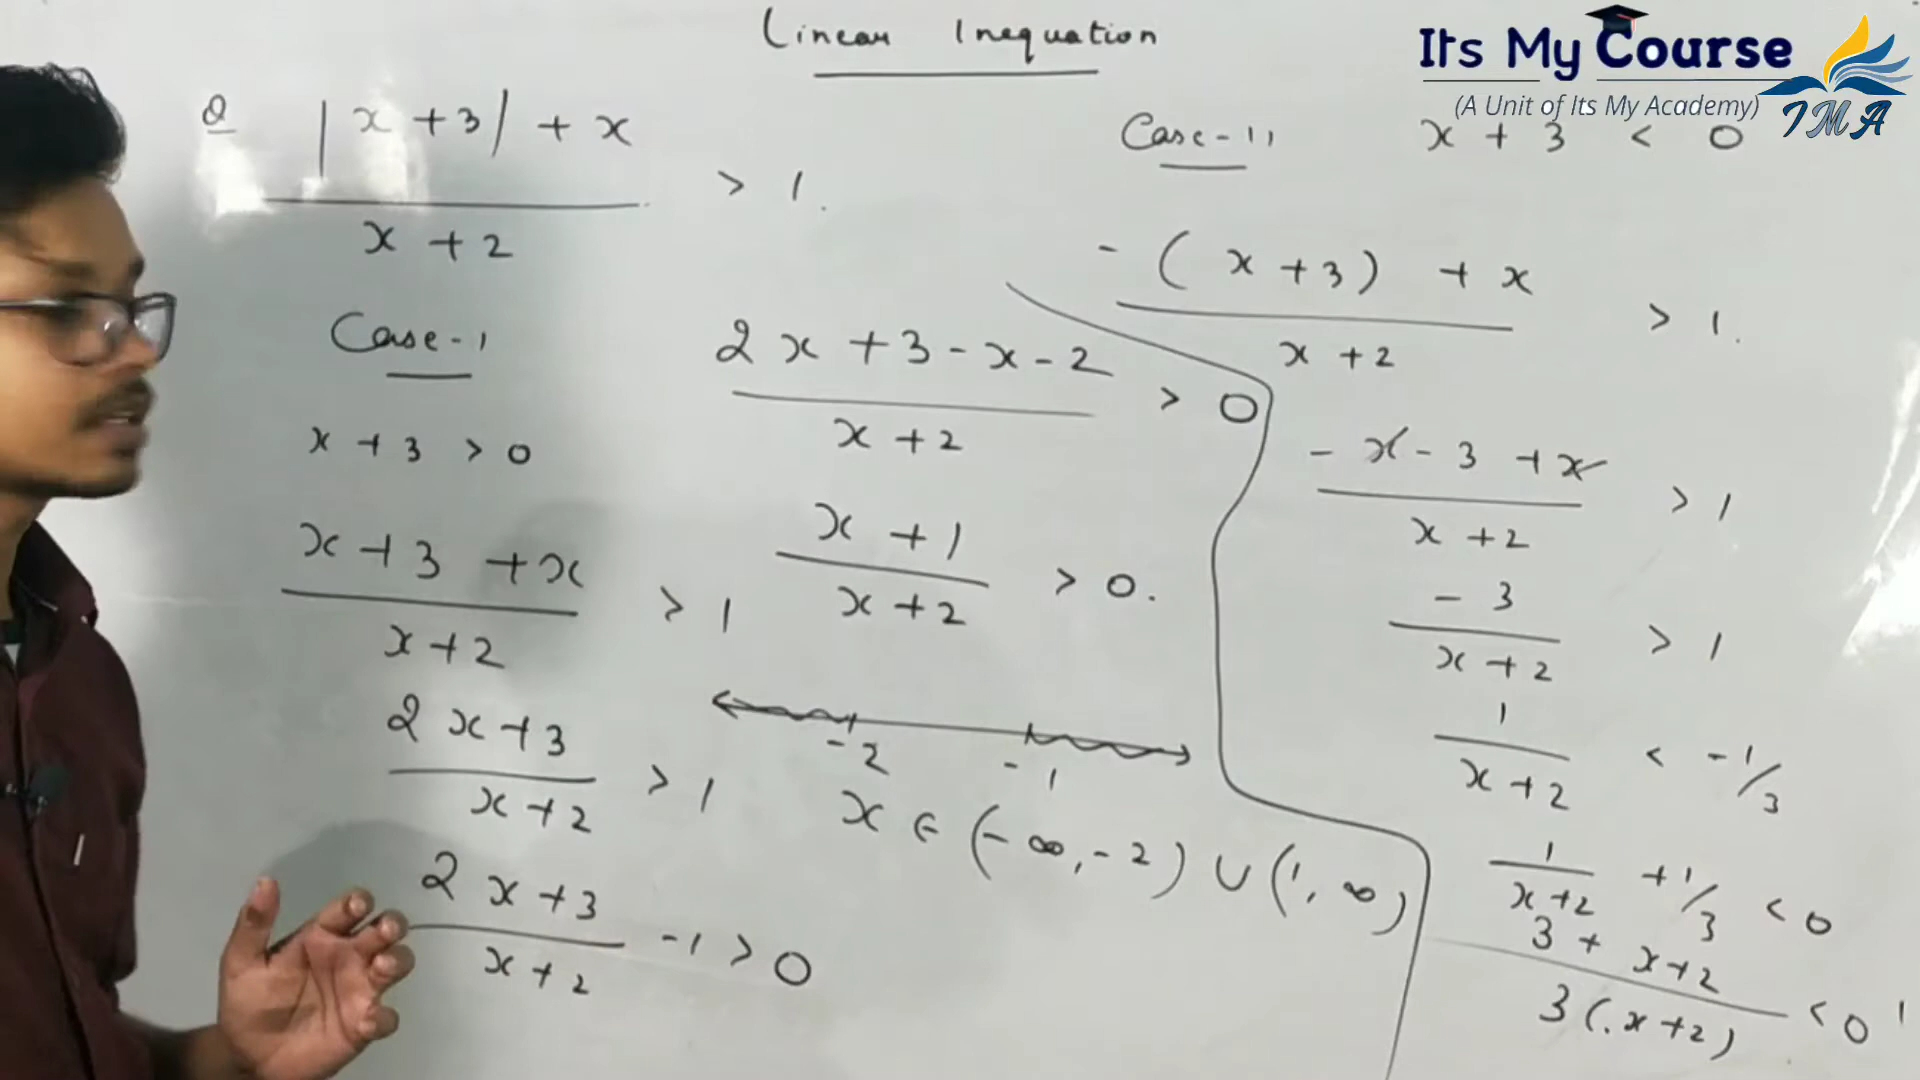 Linear Inequation
Its My Course
(A Unit of Its My Academy)
IMA
Q |x+3| + x
x + 2
> 1.
Case-1
x + 3 > 0
x+3 +x
x+2
> 1
2x+3
x+2
> 1
2x+3
x+2
-1 > 0
2x+3-x-2
x+2
> 0
x+1
x+2
> 0.
-2
-1
x ∈ (-∞, -2) ∪ (1, ∞)
Case-11 x + 3 < 0
-(x+3) + x
x+2
> 1.
-x-3 +x
x+2
> 1
-3
x+2
> 1
1
x+2
< -1/3
1
x+2
+1/3 < 0
3 + x+2
3(x+2)
< 0